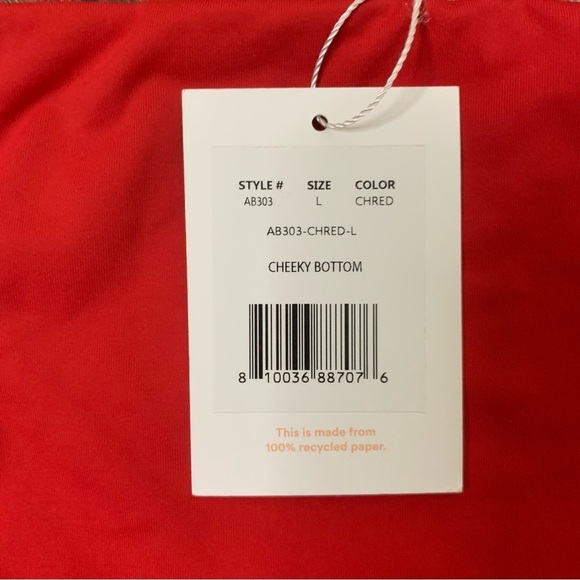 STYLE # SIZE COLOR
AB303 L CHRED
AB303-CHRED-L
CHEEKY BOTTOM
8 10036 88707 6
This is made from
100% recycled paper.